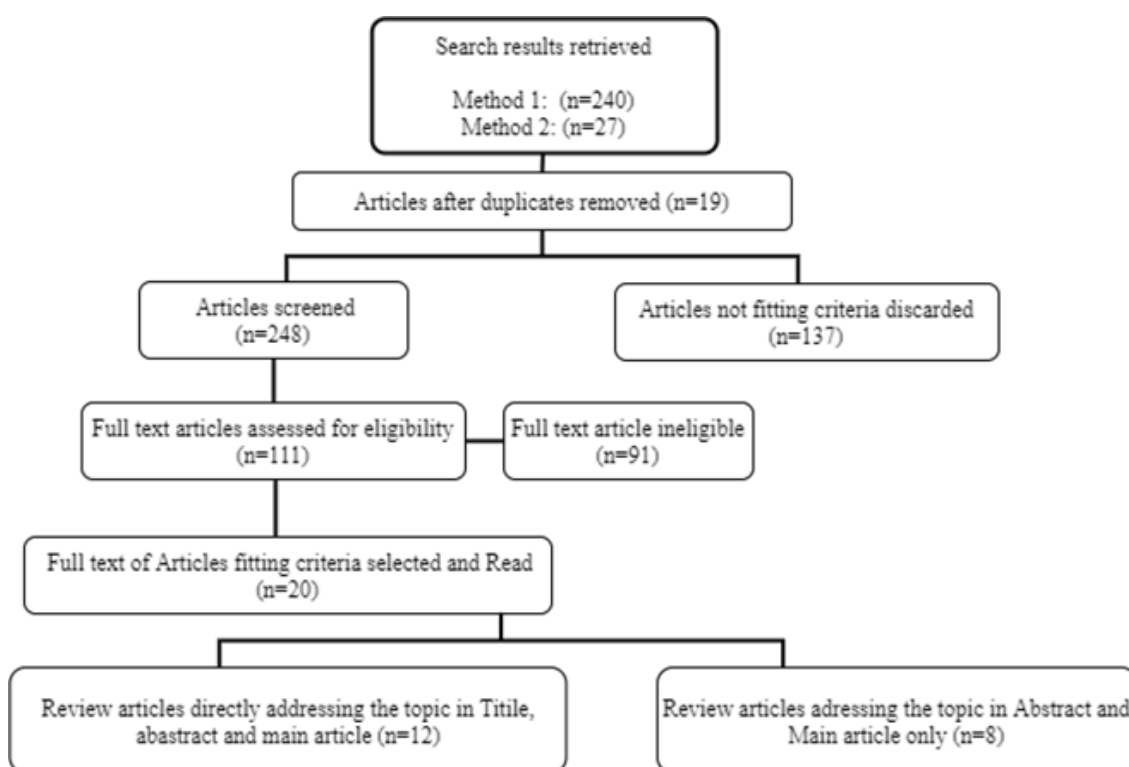 Search results retrieved
Method 1: (n=240)
Method 2: (n=27)
Articles after duplicates removed (n=19)
Articles screened
(n=248)
Articles not fitting criteria discarded
(n=137)
Full text articles assessed for eligibility
(n=111)
Full text article ineligible
(n=91)
Full text of Articles fitting criteria selected and Read
(n=20)
Review articles directly addressing the topic in Titile,
abastract and main article (n=12)
Review articles adressing the topic in Abstract and
Main article only (n=8)